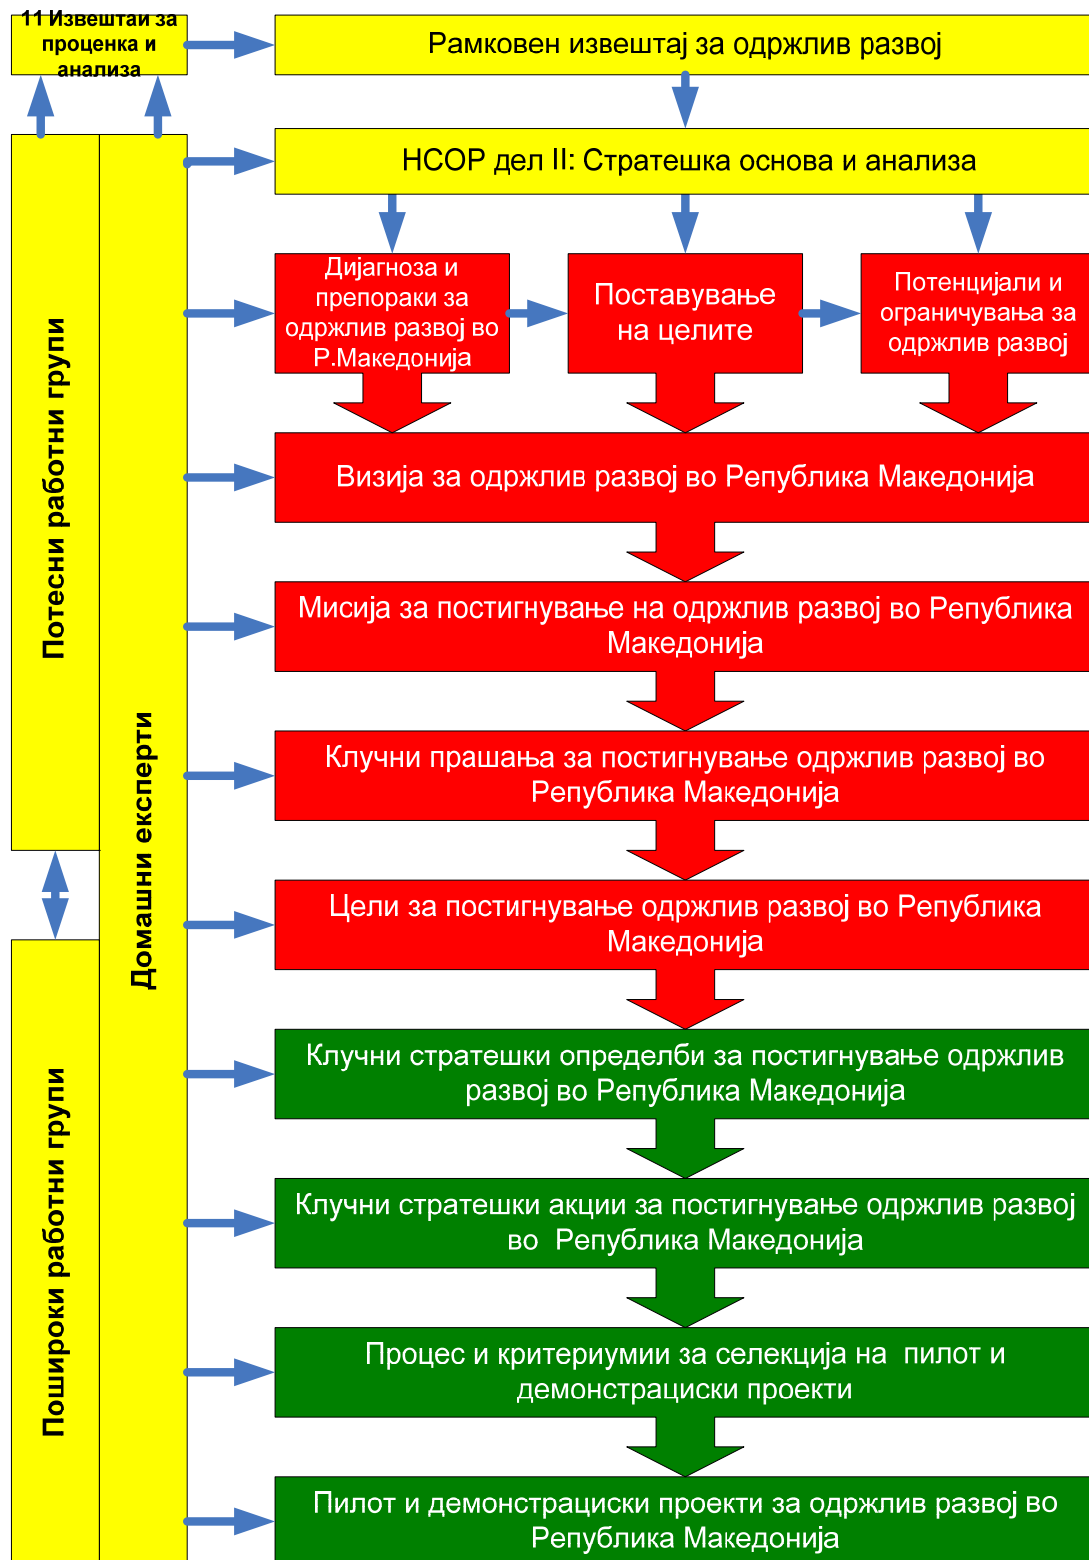 11 Извештаи за
проценка и
анализа
Рамковен извештај за одржлив развој
НСОР дел II: Стратешка основа и анализа
Дијагноза и
препораки за
одржлив развој во
Р.Македонија
Поставување
на целите
Потенцијали и
ограничувања за
одржлив развој
Визија за одржлив развој во Република Македонија
Мисија за постигнување на одржлив развој во Република
Македонија
Клучни прашања за постигнување одржлив развој во
Република Македонија
Цели за постигнување одржлив развој во Република
Македонија
Клучни стратешки определби за постигнување одржлив
развој во Република Македонија
Клучни стратешки акции за постигнување одржлив развој
во  Република Македонија
Процес и критериумии за селекција на  пилот и
демонстрациски проекти
Пилот и демонстрациски проекти за одржлив развој во
Република Македонија
Потесни работни групи
Домашни експерти
Пошироки работни групи